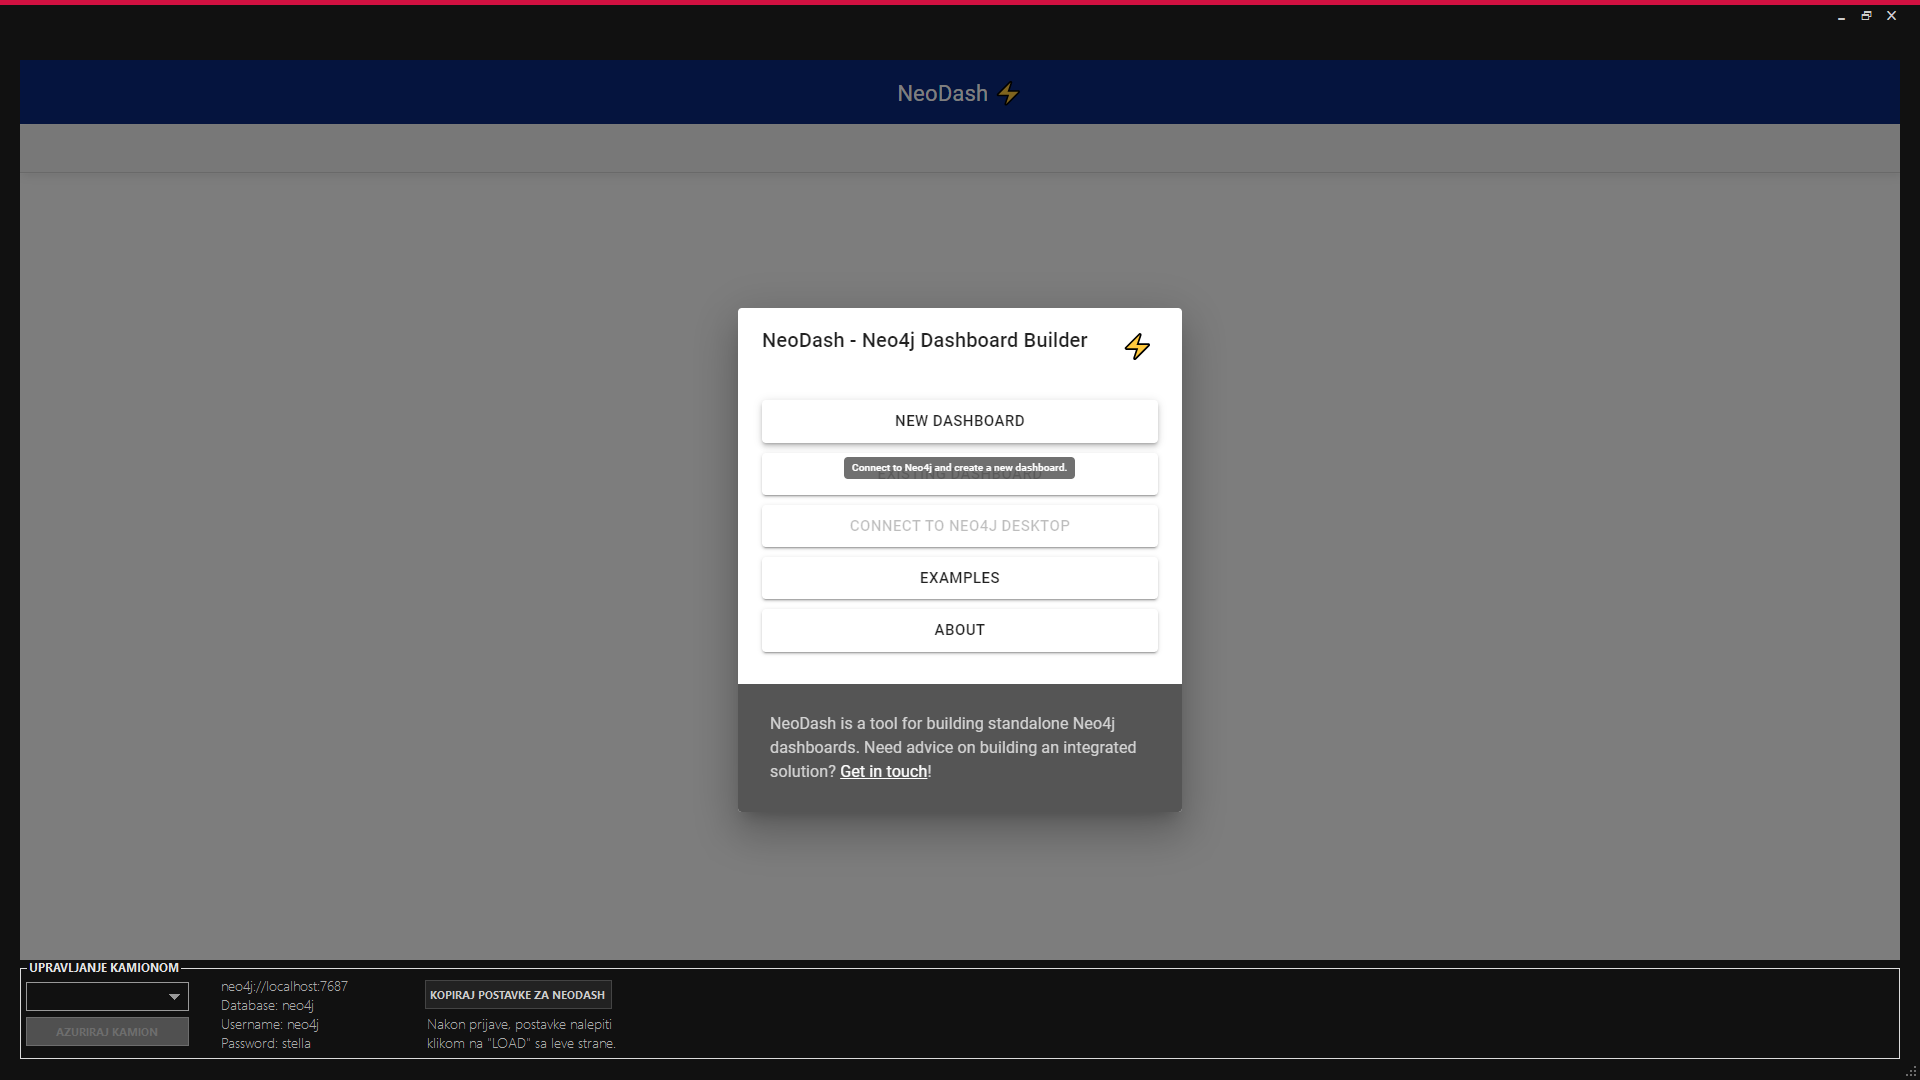 NeoDash ⚡
NeoDash - Neo4j Dashboard Builder ⚡
NEW DASHBOARD
Connect to Neo4j and create a new dashboard.
EXISTING DASHBOARD
CONNECT TO NEO4J DESKTOP
EXAMPLES
ABOUT
NeoDash is a tool for building standalone Neo4j
dashboards. Need advice on building an integrated
solution? Get in touch!
UPRAVLJANJE KAMIONOM
AZURIRAJ KAMION
neo4j://localhost:7687
Database: neo4j
Username: neo4j
Password: stella
KOPIRAJ POSTAVKE ZA NEODASH
Nakon prijave, postavke nalepiti
klikom na "LOAD" sa leve strane.